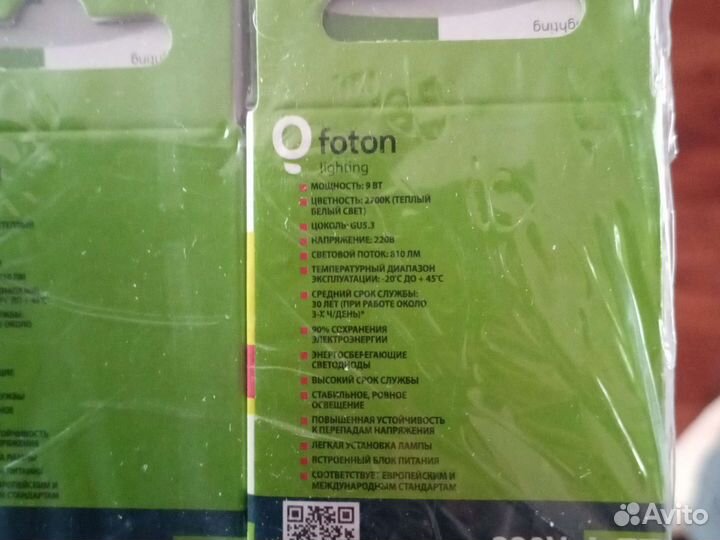 foton
lighting
МОЩНОСТЬ: 9 ВТ
ЦВЕТНОСТЬ: 2700К (ТЕПЛЫЙ
БЕЛЫЙ СВЕТ)
ЦОКОЛЬ: GU5.3
НАПРЯЖЕНИЕ: 220В
СВЕТОВОЙ ПОТОК: 810 ЛМ
ТЕМПЕРАТУРНЫЙ ДИАПАЗОН
ЭКСПЛУАТАЦИИ: -20°C ДО + 45°C
СРЕДНИЙ СРОК СЛУЖБЫ:
30 ЛЕТ (ПРИ РАБОТЕ ОКОЛО
3-Х Ч/ДЕНЬ)*
90% СОХРАНЕНИЯ
ЭЛЕКТРОЭНЕРГИИ
ЭНЕРГОСБЕРЕГАЮЩИЕ
СВЕТОДИОДЫ
ВЫСОКИЙ СРОК СЛУЖБЫ
СТАБИЛЬНОЕ, РОВНОЕ
ОСВЕЩЕНИЕ
ПОВЫШЕННАЯ УСТОЙЧИВОСТЬ
К ПЕРЕПАДАМ НАПРЯЖЕНИЯ
ЛЕГКАЯ УСТАНОВКА ЛАМПЫ
ВСТРОЕННЫЙ БЛОК ПИТАНИЯ
СООТВЕТСТВУЕТ ЕВРОПЕЙСКИМ И
МЕЖДУНАРОДНЫМ СТАНДАРТАМ
Avito